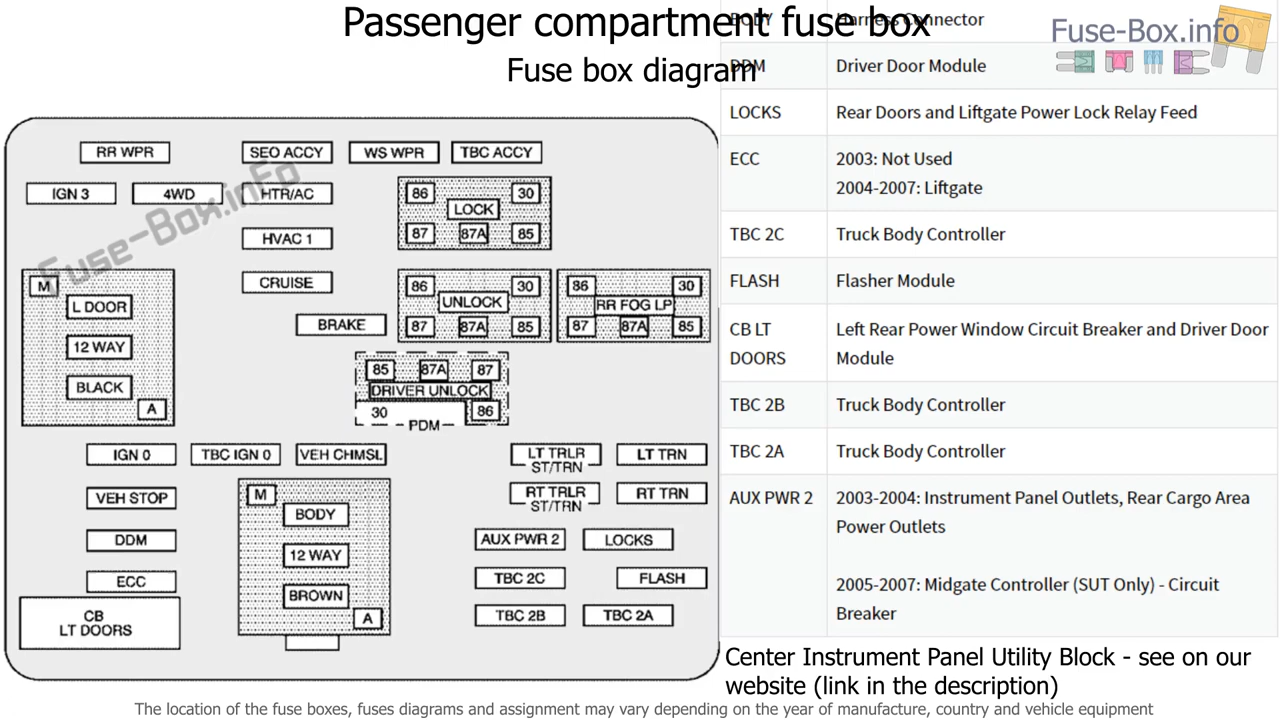 Passenger compartment fuse box
Fuse box diagram
Fuse-Box.info
RR WPR SEO ACCY WS WPR TBC ACCY
IGN 3 4WD HTR/AC
86 30
LOCK
87 87A 85
HVAC 1
CRUISE
BRAKE
M
L DOOR
12 WAY
BLACK
A
86 30
UNLOCK
87 87A 85
86 30
RR FOG LP
87 87A 85
85 87A 87
DRIVER UNLOCK
30 86
PDM
IGN 0 TBC IGN 0 VEH CHMSL
VEH STOP
DDM
ECC
CB
LT DOORS
M
BODY
12 WAY
BROWN
A
LT TRLR
ST/TRN
LT TRN
RT TRLR
ST/TRN
RT TRN
AUX PWR 2 LOCKS
TBC 2C FLASH
TBC 2B TBC 2A
Fuse-Box.info
BODY Harness Connector
DDM Driver Door Module
LOCKS Rear Doors and Liftgate Power Lock Relay Feed
ECC 2003: Not Used
2004-2007: Liftgate
TBC 2C Truck Body Controller
FLASH Flasher Module
CB LT Left Rear Power Window Circuit Breaker and Driver Door
DOORS Module
TBC 2B Truck Body Controller
TBC 2A Truck Body Controller
AUX PWR 2 2003-2004: Instrument Panel Outlets, Rear Cargo Area
Power Outlets
2005-2007: Midgate Controller (SUT Only) - Circuit
Breaker
Center Instrument Panel Utility Block - see on our
website (link in the description)
The location of the fuse boxes, fuses diagrams and assignment may vary depending on the year of manufacture, country and vehicle equipment